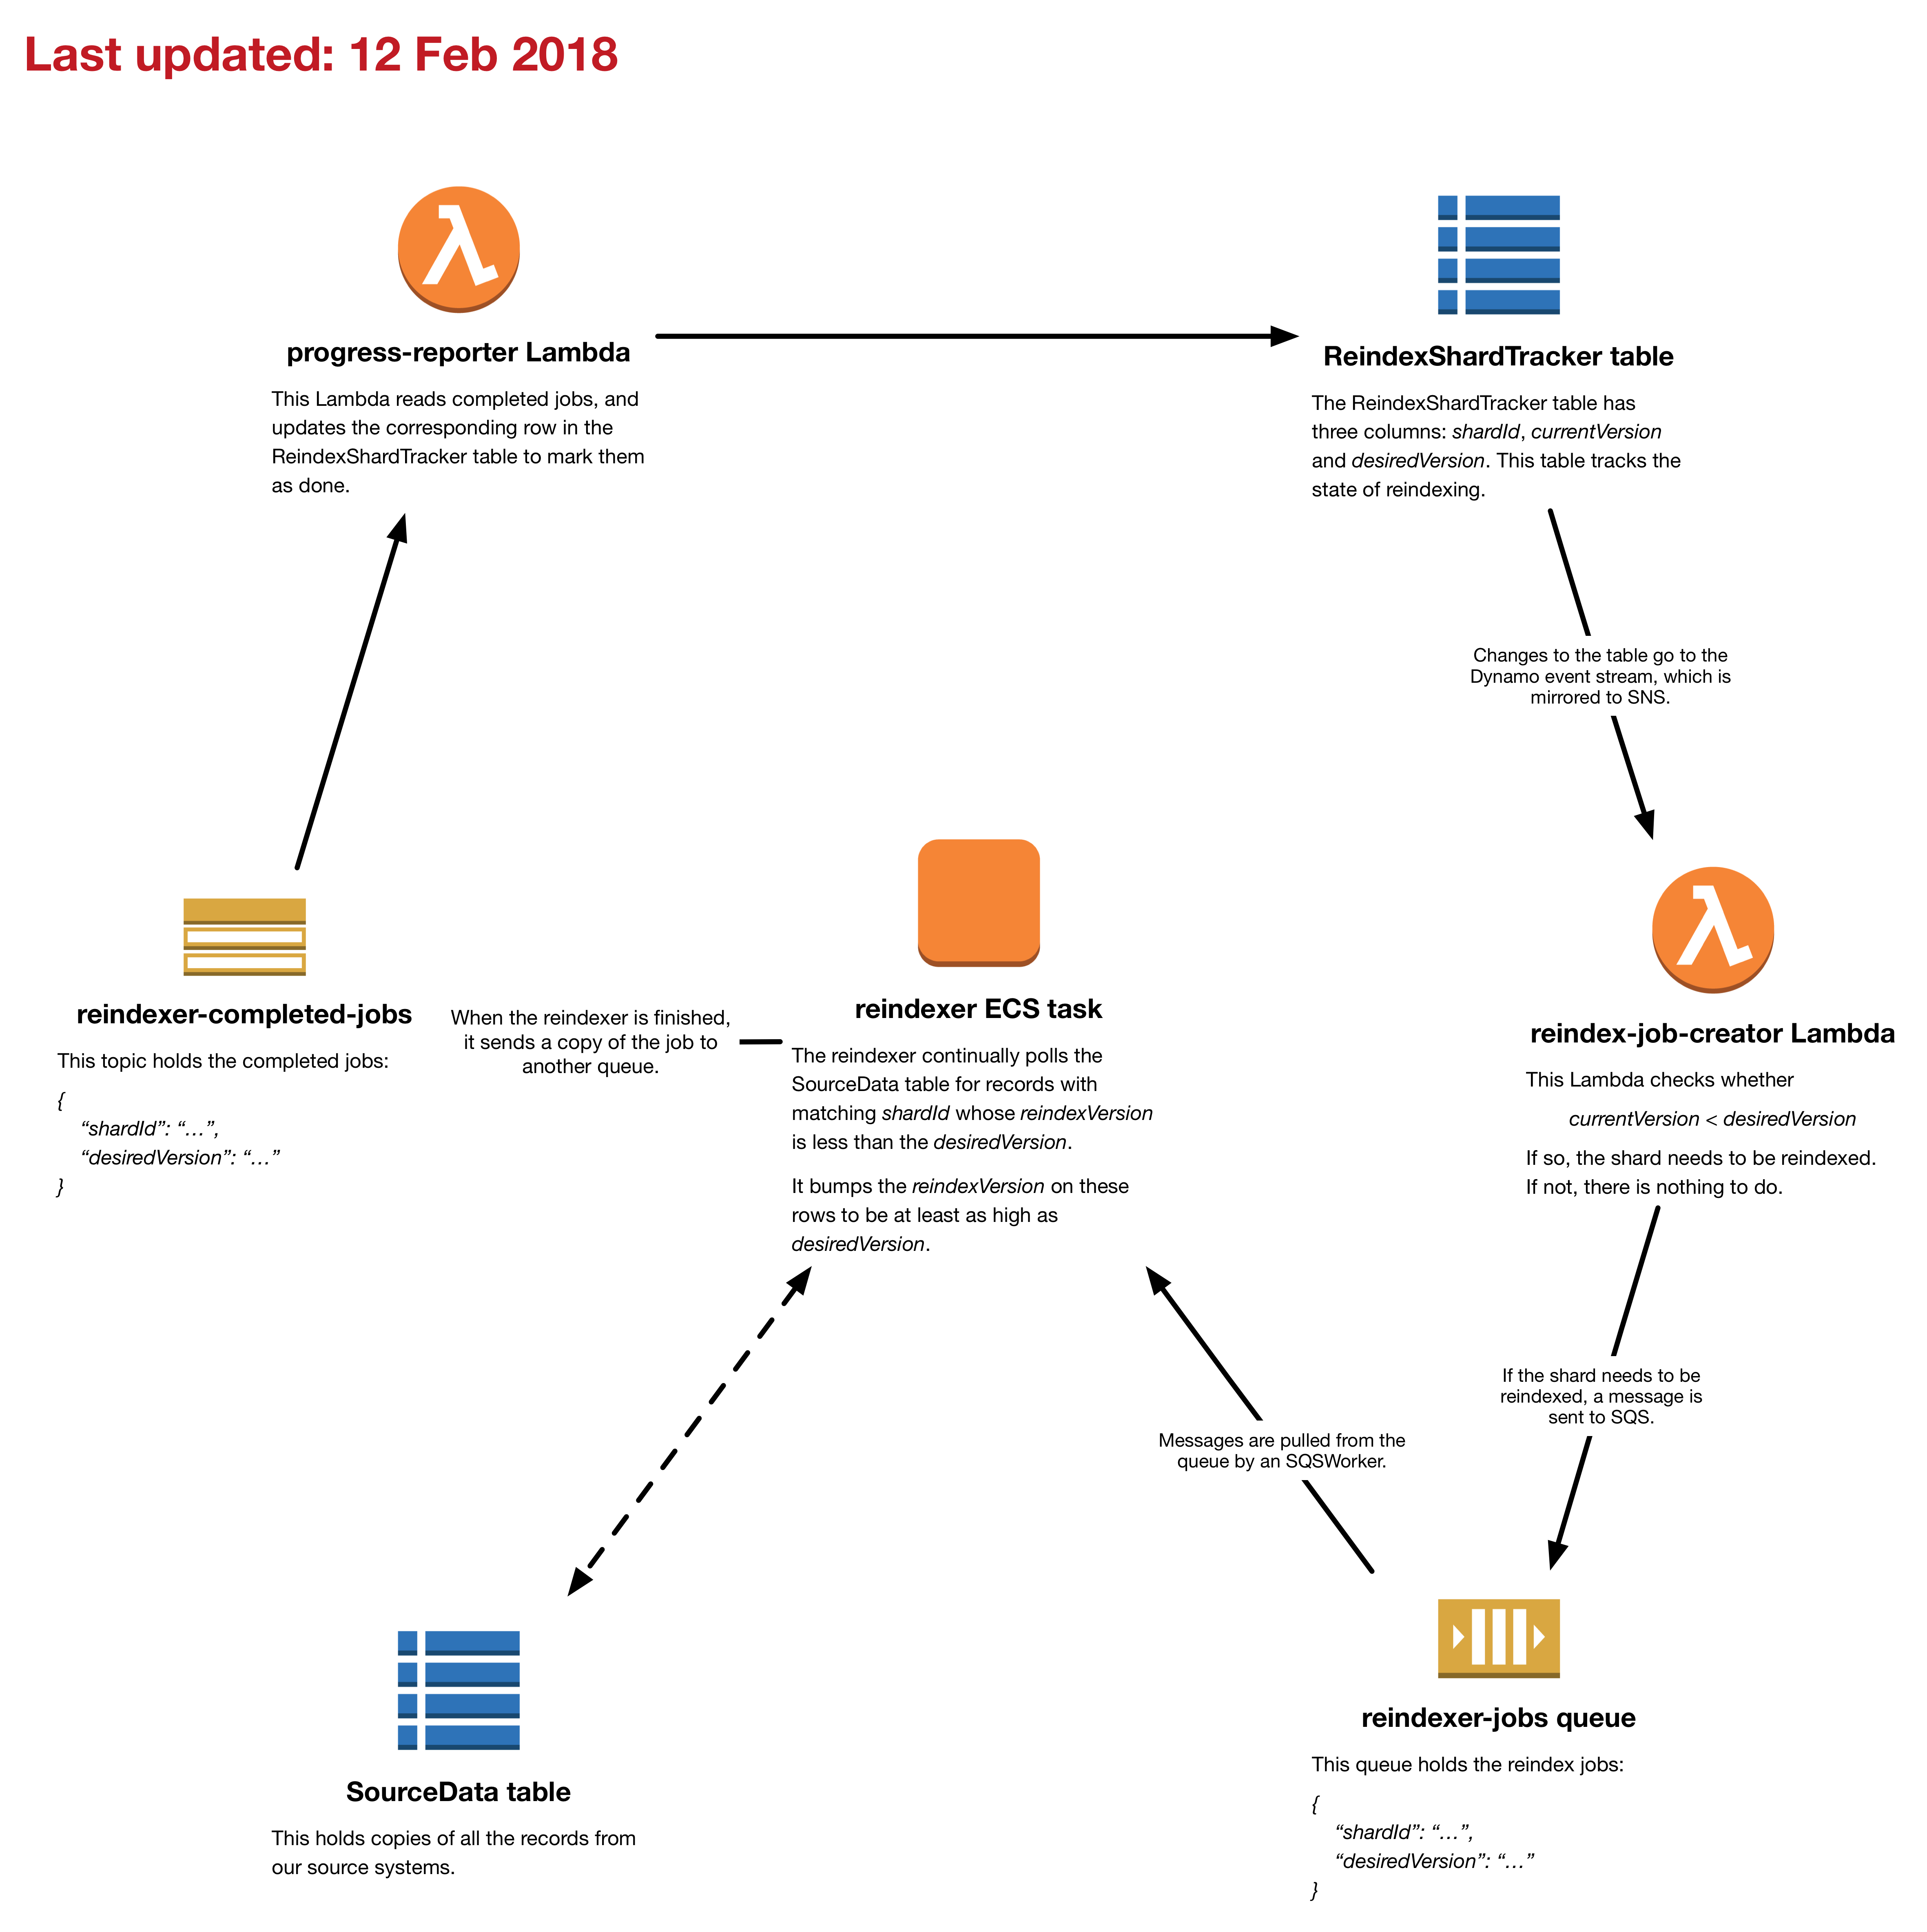 Last updated: 12 Feb 2018
progress-reporter Lambda
This Lambda reads completed jobs, and
updates the corresponding row in the
ReindexShardTracker table to mark them
as done.
ReindexShardTracker table
The ReindexShardTracker table has
three columns: shardId, currentVersion
and desiredVersion. This table tracks the
state of reindexing.
Changes to the table go to the
Dynamo event stream, which is
mirrored to SNS.
reindexer-completed-jobs
This topic holds the completed jobs:
{
“shardId”: “…”,
“desiredVersion”: “…”
}
When the reindexer is finished,
it sends a copy of the job to
another queue.
reindexer ECS task
The reindexer continually polls the
SourceData table for records with
matching shardId whose reindexVersion
is less than the desiredVersion.
It bumps the reindexVersion on these
rows to be at least as high as
desiredVersion.
reindex-job-creator Lambda
This Lambda checks whether
currentVersion < desiredVersion
If so, the shard needs to be reindexed.
If not, there is nothing to do.
If the shard needs to be
reindexed, a message is
sent to SQS.
Messages are pulled from the
queue by an SQSWorker.
SourceData table
This holds copies of all the records from
our source systems.
reindexer-jobs queue
This queue holds the reindex jobs:
{
“shardId”: “…”,
“desiredVersion”: “…”
}